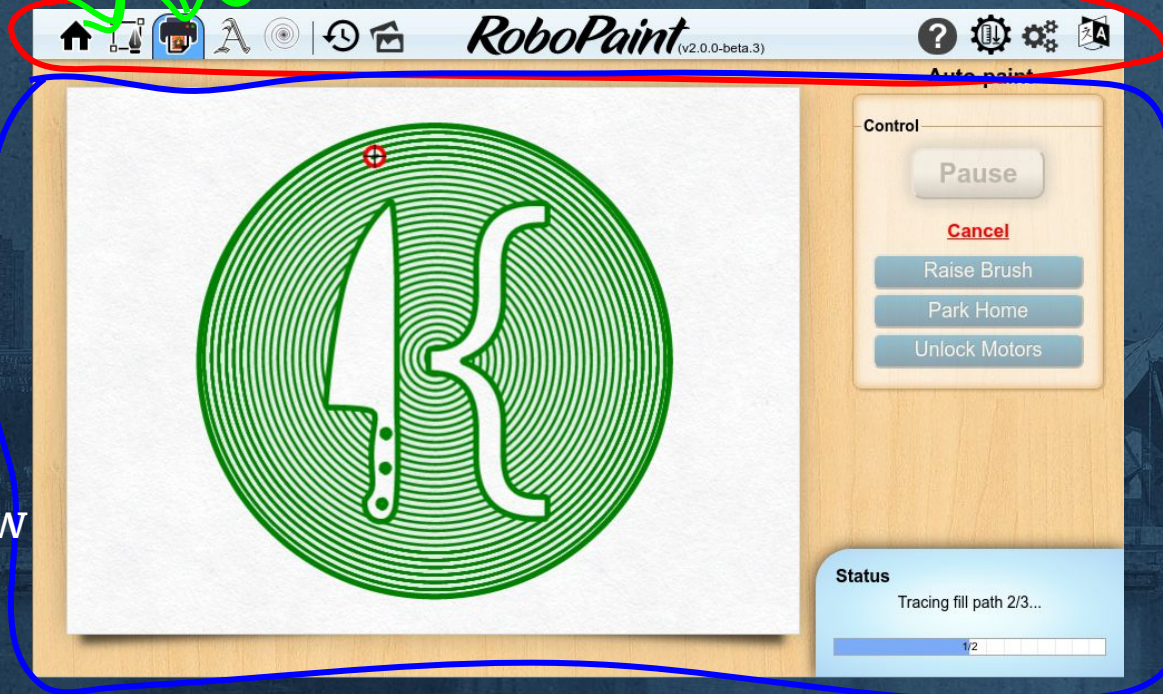 RoboPaint (v2.0.0-beta.3)
Auto-paint
Control
Pause
Cancel
Raise Brush
Park Home
Unlock Motors
Status
Tracing fill path 2/3...
1/2